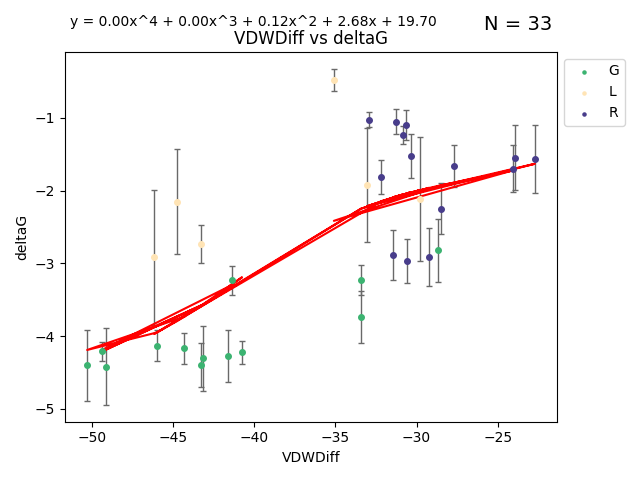 y = 0.00x^4 + 0.00x^3 + 0.12x^2 + 2.68x + 19.70
N = 33
VDWDiff vs deltaG
G
L
R
deltaG
−1
−2
−3
−4
−5
−50
−45
−40
−35
−30
−25
VDWDiff